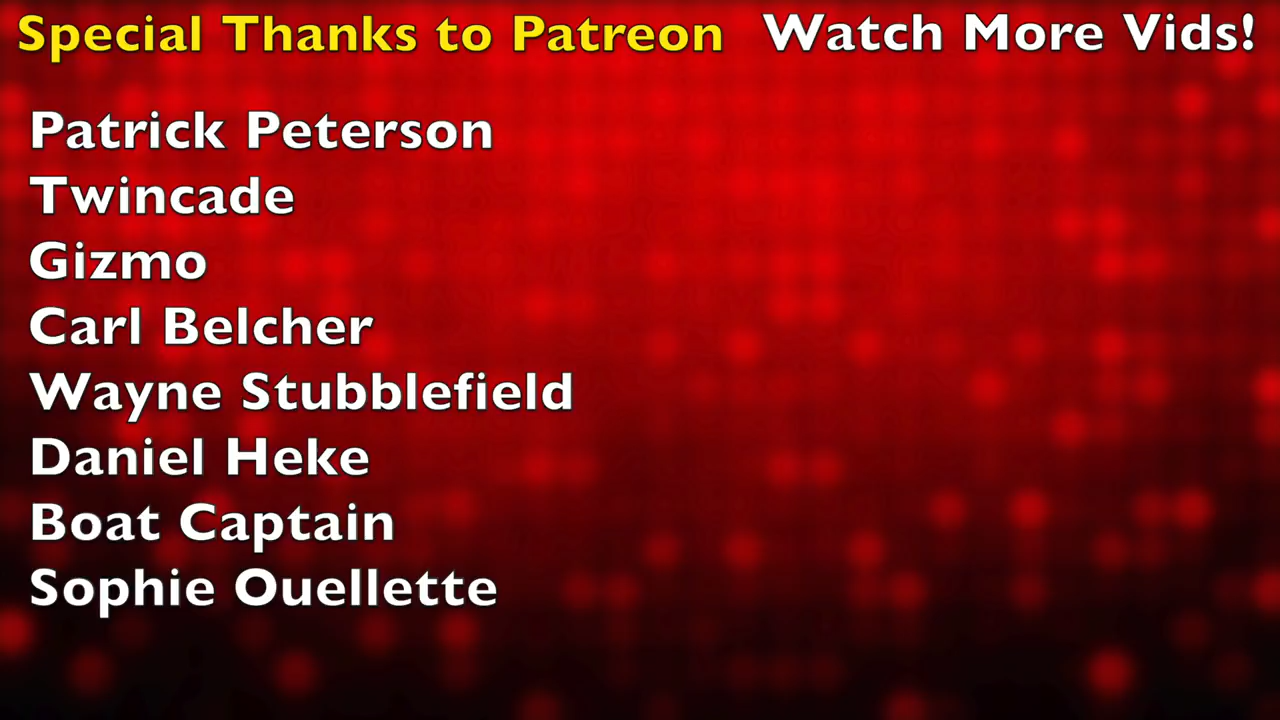 Special Thanks to Patreon
Watch More Vids!
Patrick Peterson
Twincade
Gizmo
Carl Belcher
Wayne Stubblefield
Daniel Heke
Boat Captain
Sophie Ouellette